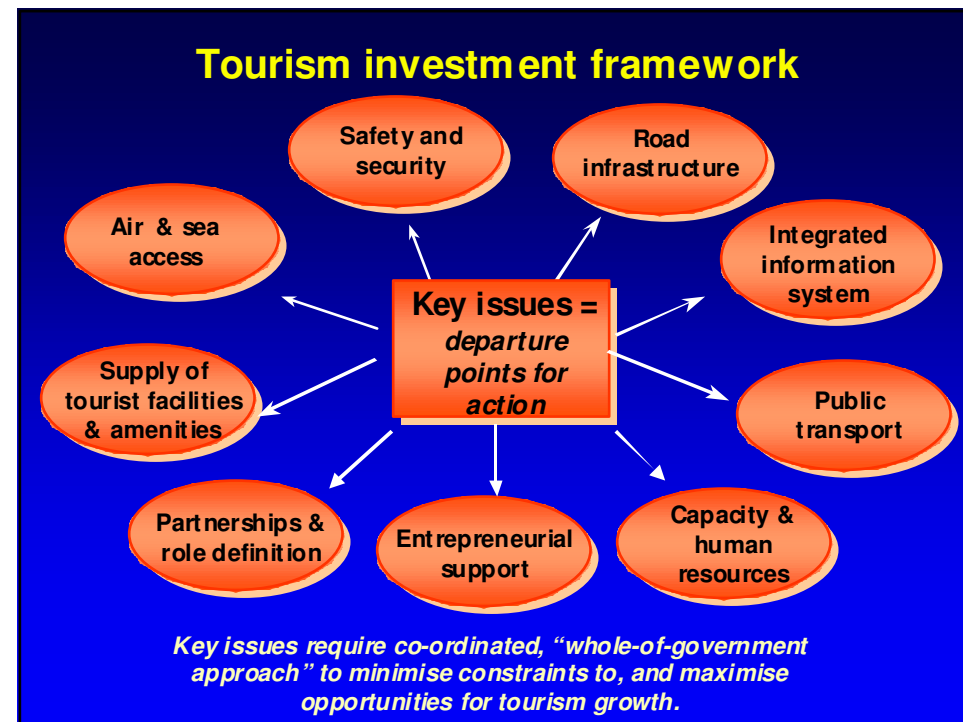 Tourism investment framework
Safety and
security
Road
infrastructure
Air & sea
access
Integrated
information
system
Key issues =
departure
points for
action
Supply of
tourist facilities
& amenities
Public
transport
Partnerships &
role definition
Entrepreneurial
support
Capacity &
human
resources
Key issues require co-ordinated, “whole-of-government
approach” to minimise constraints to, and maximise
opportunities for tourism growth.